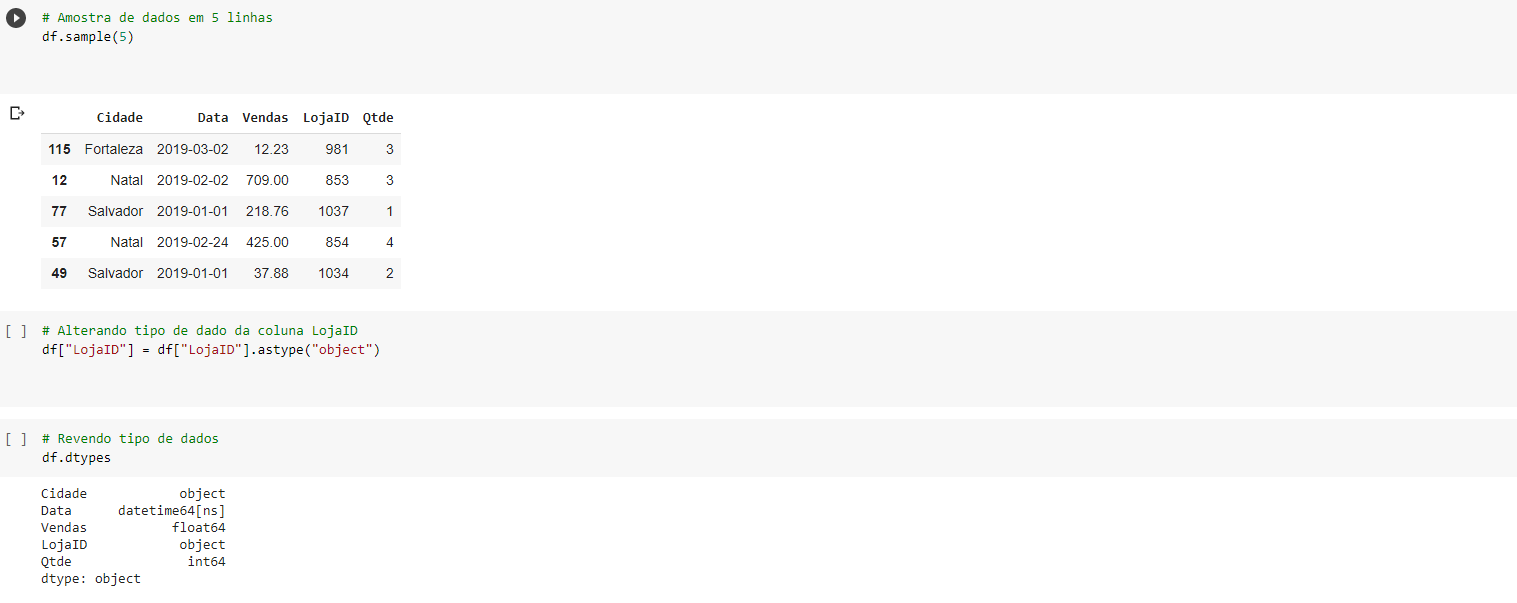 # Amostra de dados em 5 linhas
df.sample(5)
Cidade Data Vendas LojaID Qtde
115 Fortaleza 2019-03-02 12.23 981 3
12 Natal 2019-02-02 709.00 853 3
77 Salvador 2019-01-01 218.76 1037 1
57 Natal 2019-02-24 425.00 854 4
49 Salvador 2019-01-01 37.88 1034 2
[ ] # Alterando tipo de dado da coluna LojaID
df["LojaID"] = df["LojaID"].astype("object")
[ ] # Revendo tipo de dados
df.dtypes
Cidade object
Data datetime64[ns]
Vendas float64
LojaID object
Qtde int64
dtype: object